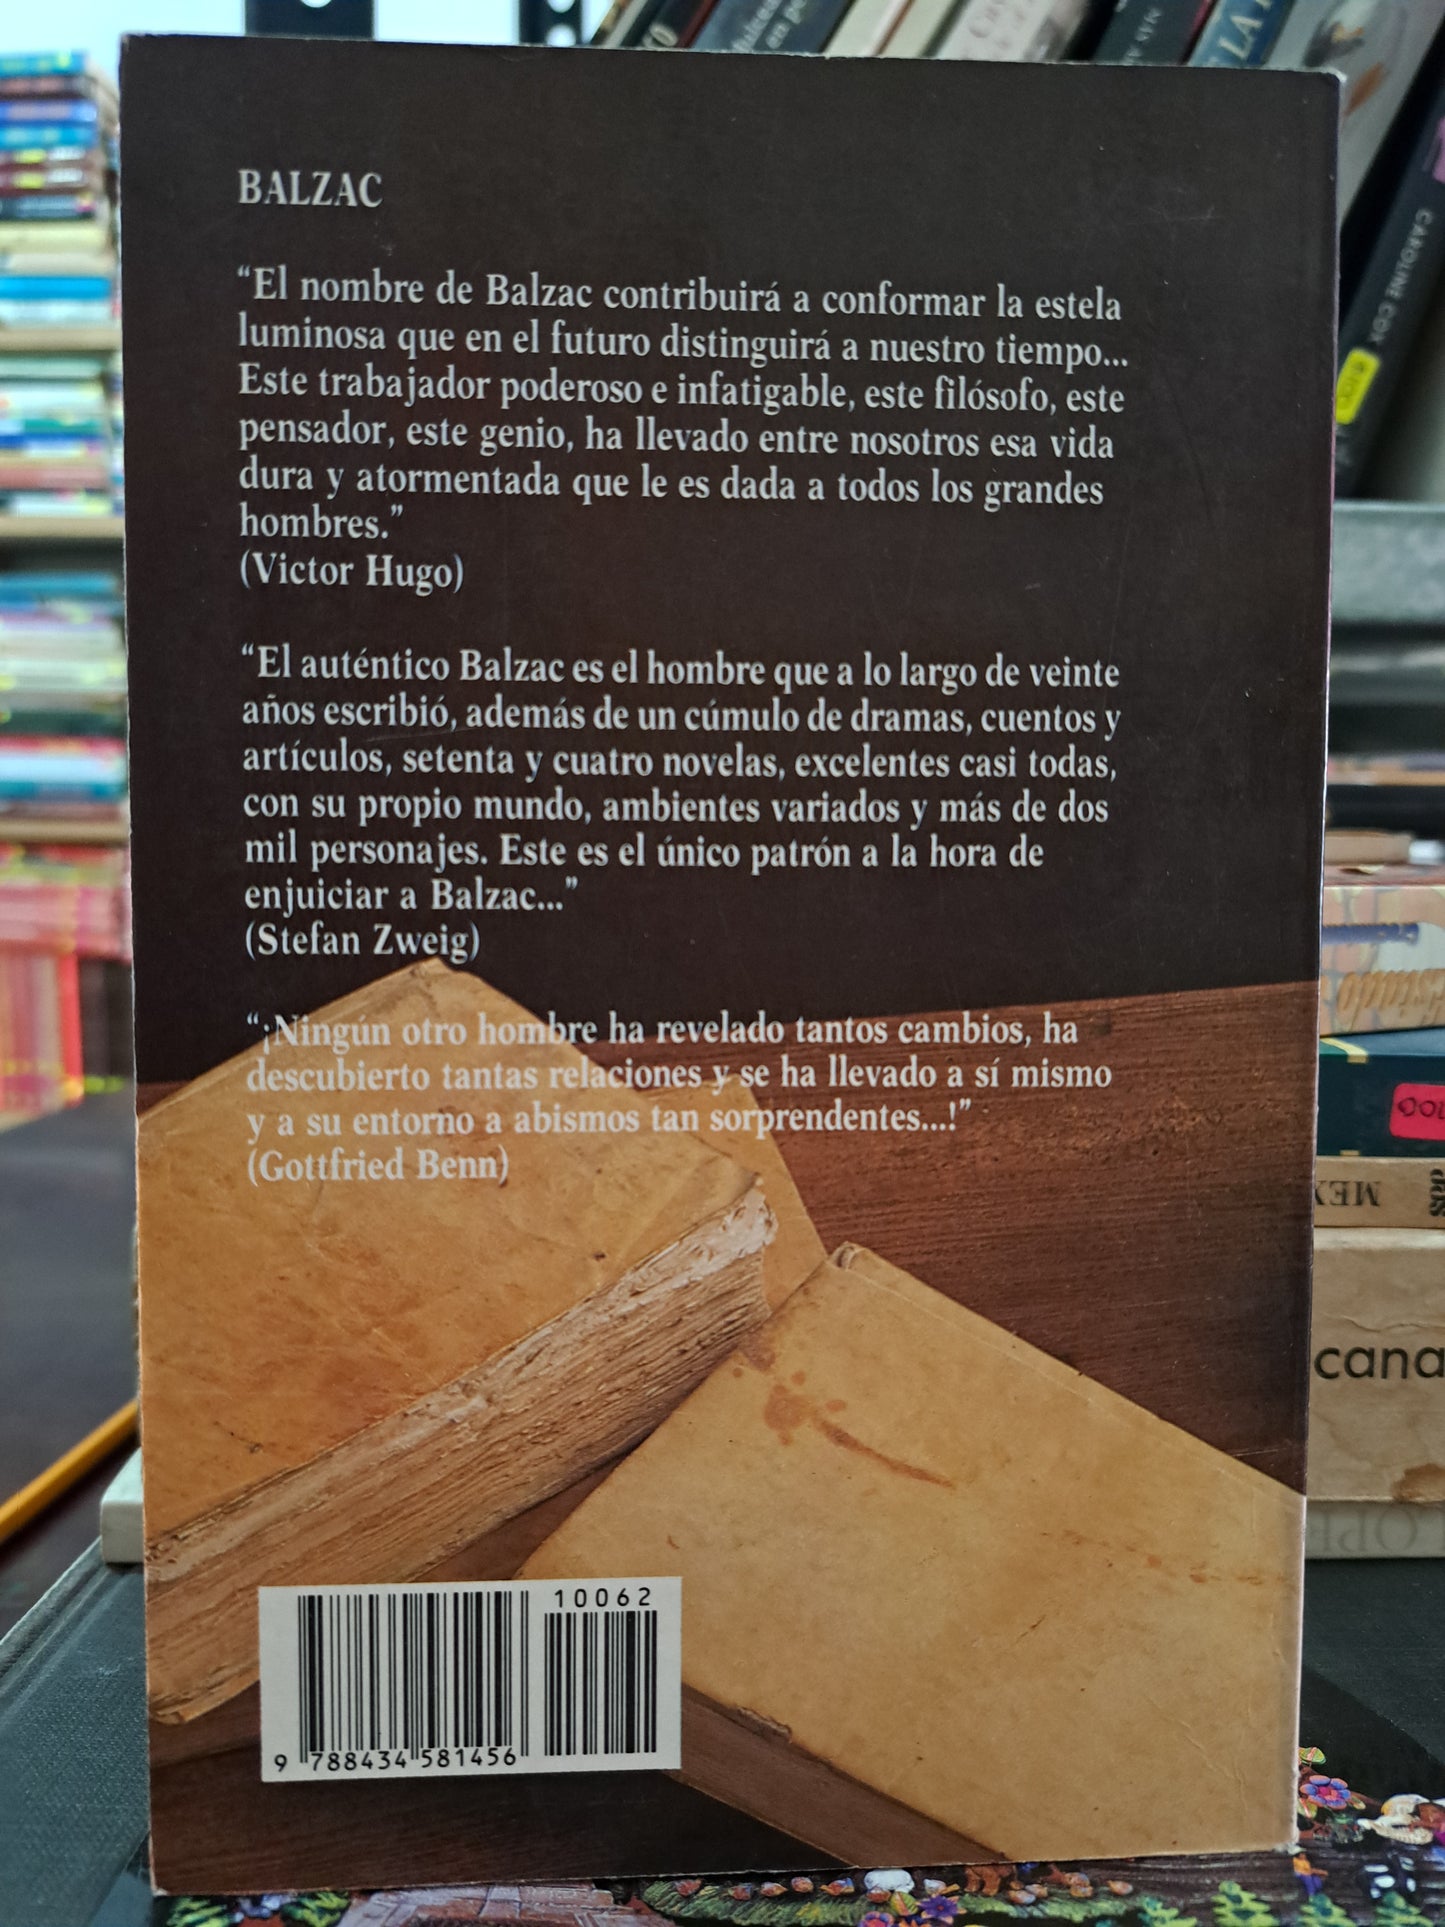 BALZAC
“El nombre de Balzac contribuirá a conformar la estela
luminosa que en el futuro distinguirá a nuestro tiempo...
Este trabajador poderoso e infatigable, este filósofo, este
pensador, este genio, ha llevado entre nosotros esa vida
dura y atormentada que le es dada a todos los grandes
hombres.”
(Victor Hugo)
“El auténtico Balzac es el hombre que a lo largo de veinte
años escribió, además de un cúmulo de dramas, cuentos y
artículos, setenta y cuatro novelas, excelentes casi todas,
con su propio mundo, ambientes variados y más de dos
mil personajes. Este es el único patrón a la hora de
enjuiciar a Balzac...”
(Stefan Zweig)
“¡Ningún otro hombre ha revelado tantos cambios, ha
descubierto tantas relaciones y se ha llevado a sí mismo
y a su entorno a abismos tan sorprendentes...!”
(Gottfried Benn)
10062
9 788434 581456
CAROLINE COX
MEX
cana